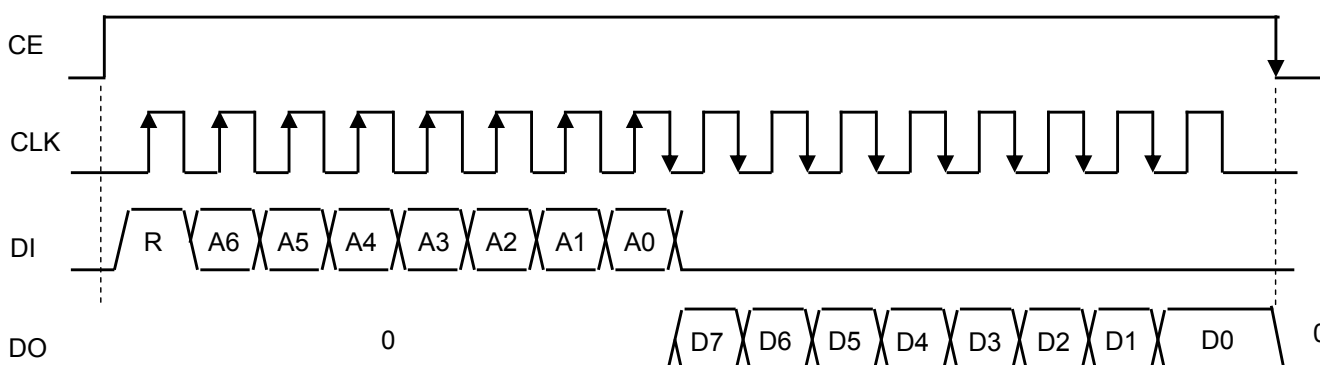 CE
CLK
DI R A6 A5 A4 A3 A2 A1 A0
DO 0 D7 D6 D5 D4 D3 D2 D1 D0 0